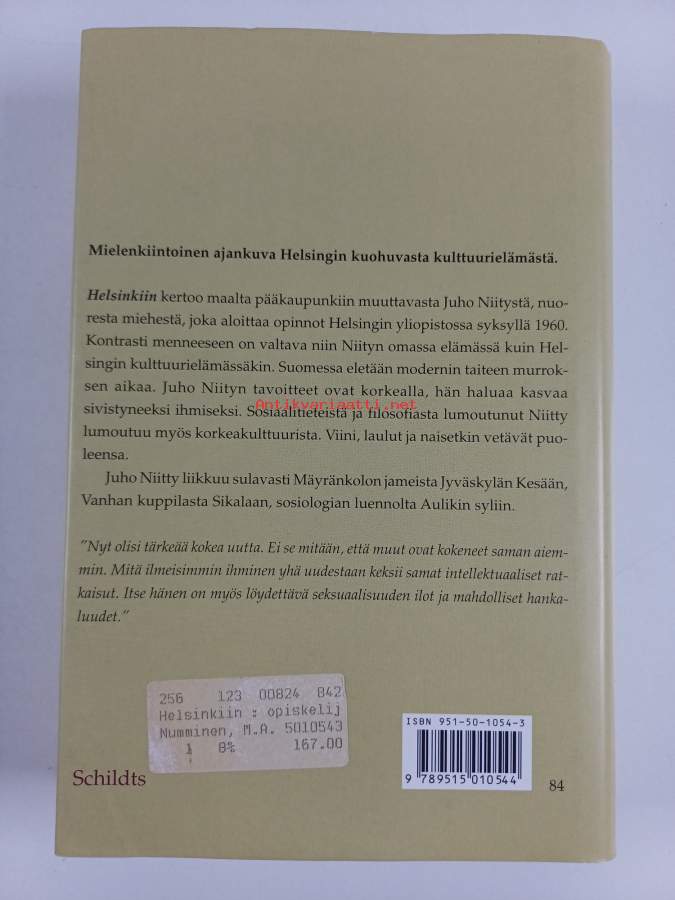 Mielenkiintoinen ajankuva Helsingin kuohuvasta kulttuurielämästä.
Helsinkiin kertoo maalta pääkaupunkiin muuttavasta Juho Niitystä, nuo-
resta miehestä, joka aloittaa opinnot Helsingin yliopistossa syksyllä 1960.
Kontrasti menneeseen on valtava niin Niityn omassa elämässä kuin Hel-
singin kulttuurielämässäkin. Suomessa eletään modernin taiteen murrok-
sen aikaa. Juho Niityn tavoitteet ovat korkealla, hän haluaa kasvaa
sivistyneeksi ihmiseksi. Sosiaalitieteistä ja filosofiasta lumoutunut Niitty
Antikvariaatti.net
lumoutuu myös korkeakulttuurista. Viini, laulut ja naisetkin vetävät puo-
leensa.
Juho Niitty liikkuu sulavasti Mäyränkolon jameista Jyväskylän Kesään,
Vanhan kuppilasta Sikalaan, sosiologian luennolta Aulikin syliin.
"Nyt olisi tärkeää kokea uutta. Ei se mitään, että muut ovat kokeneet saman aiem-
min. Mitä ilmeisimmin ihminen yhä uudestaan keksii samat intellektuaaliset rat-
kaisut. Itse hänen on myös löydettävä seksuaalisuuden ilot ja mahdolliset hanka-
luudet."
256 123 00824 842
Helsinkiin : opiskelij
Numminen, M.A. 5010543
1 8% 167.00
Schildts
ISBN 951-50-1054-3
9 789515 010544
84